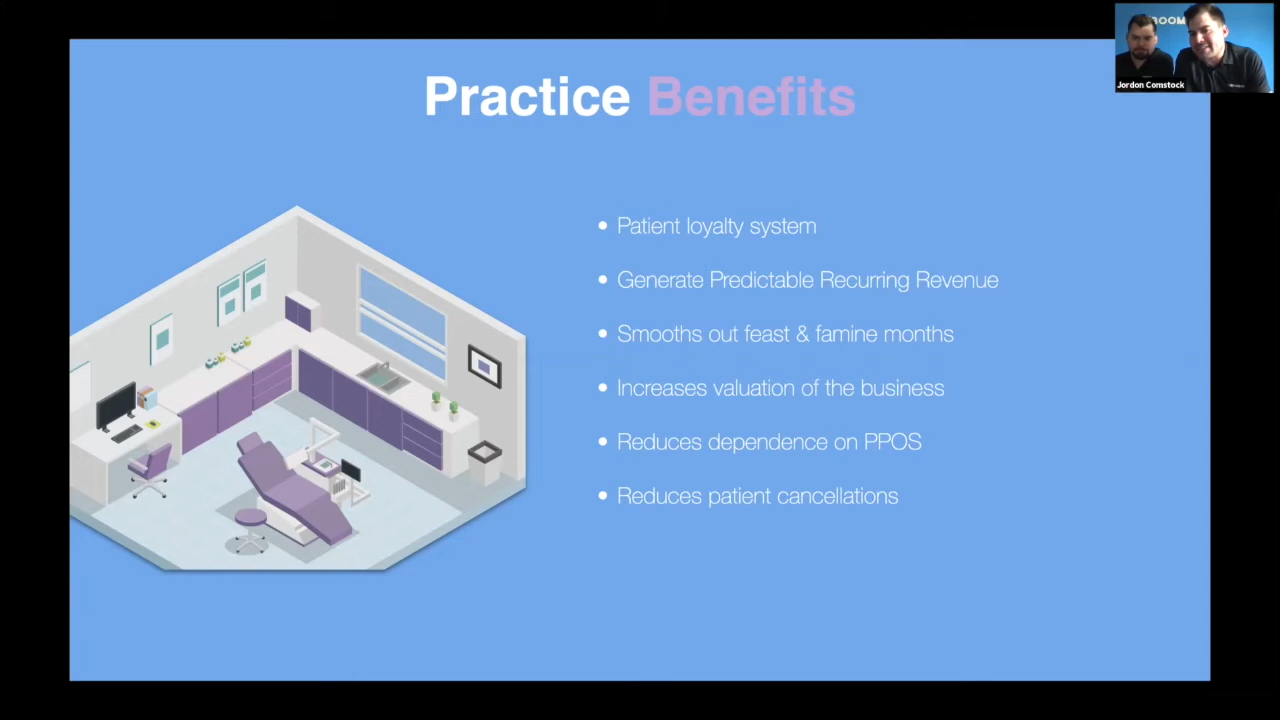 Practice Benefits
Patient loyalty system
Generate Predictable Recurring Revenue
Smooths out feast & famine months
Increases valuation of the business
Reduces dependence on PPOS
Reduces patient cancellations
Jordon Comstock